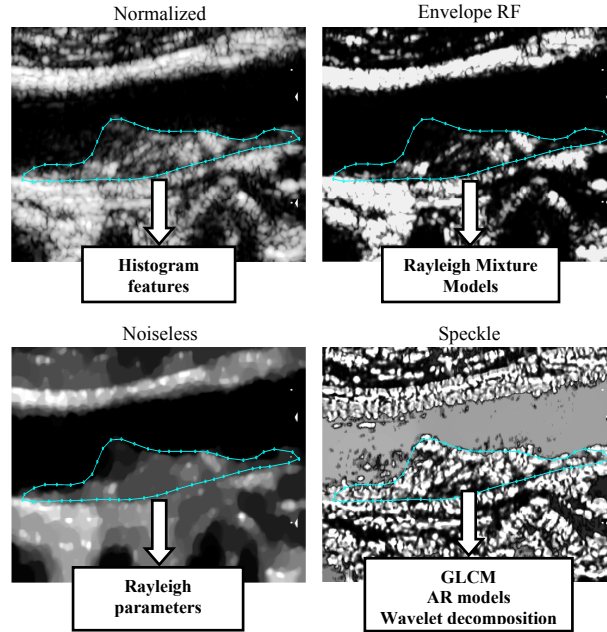 Normalized
Envelope RF
Histogram
features
Rayleigh Mixture
Models
Noiseless
Speckle
Rayleigh
parameters
GLCM
AR models
Wavelet decomposition